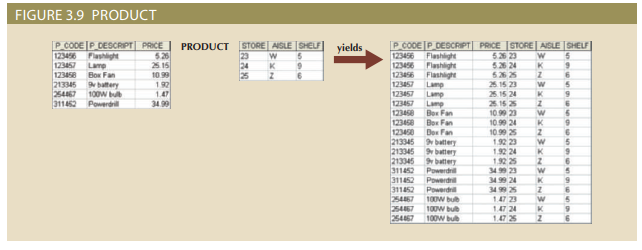 FIGURE 3.9 PRODUCT
P_CODE P_DESCRIPT PRICE
123456 Flashlight 5.26
123457 Lamp 25.15
123458 Box Fan 10.99
213345 9v battery 1.92
254467 100W bulb 1.47
311452 Powerdrill 34.99
PRODUCT
STORE AISLE SHELF
23 W 5
24 K 9
25 Z 6
yields
P_CODE P_DESCRIPT PRICE STORE AISLE SHELF
123456 Flashlight 5.26 23 W 5
123456 Flashlight 5.26 24 K 9
123456 Flashlight 5.26 25 Z 6
123457 Lamp 25.15 23 W 5
123457 Lamp 25.15 24 K 9
123457 Lamp 25.15 25 Z 6
123458 Box Fan 10.99 23 W 5
123458 Box Fan 10.99 24 K 9
123458 Box Fan 10.99 25 Z 6
213345 9v battery 1.92 23 W 5
213345 9v battery 1.92 24 K 9
213345 9v battery 1.92 25 Z 6
311452 Powerdrill 34.99 23 W 5
311452 Powerdrill 34.99 24 K 9
311452 Powerdrill 34.99 25 Z 6
254467 100W bulb 1.47 23 W 5
254467 100W bulb 1.47 24 K 9
254467 100W bulb 1.47 25 Z 6